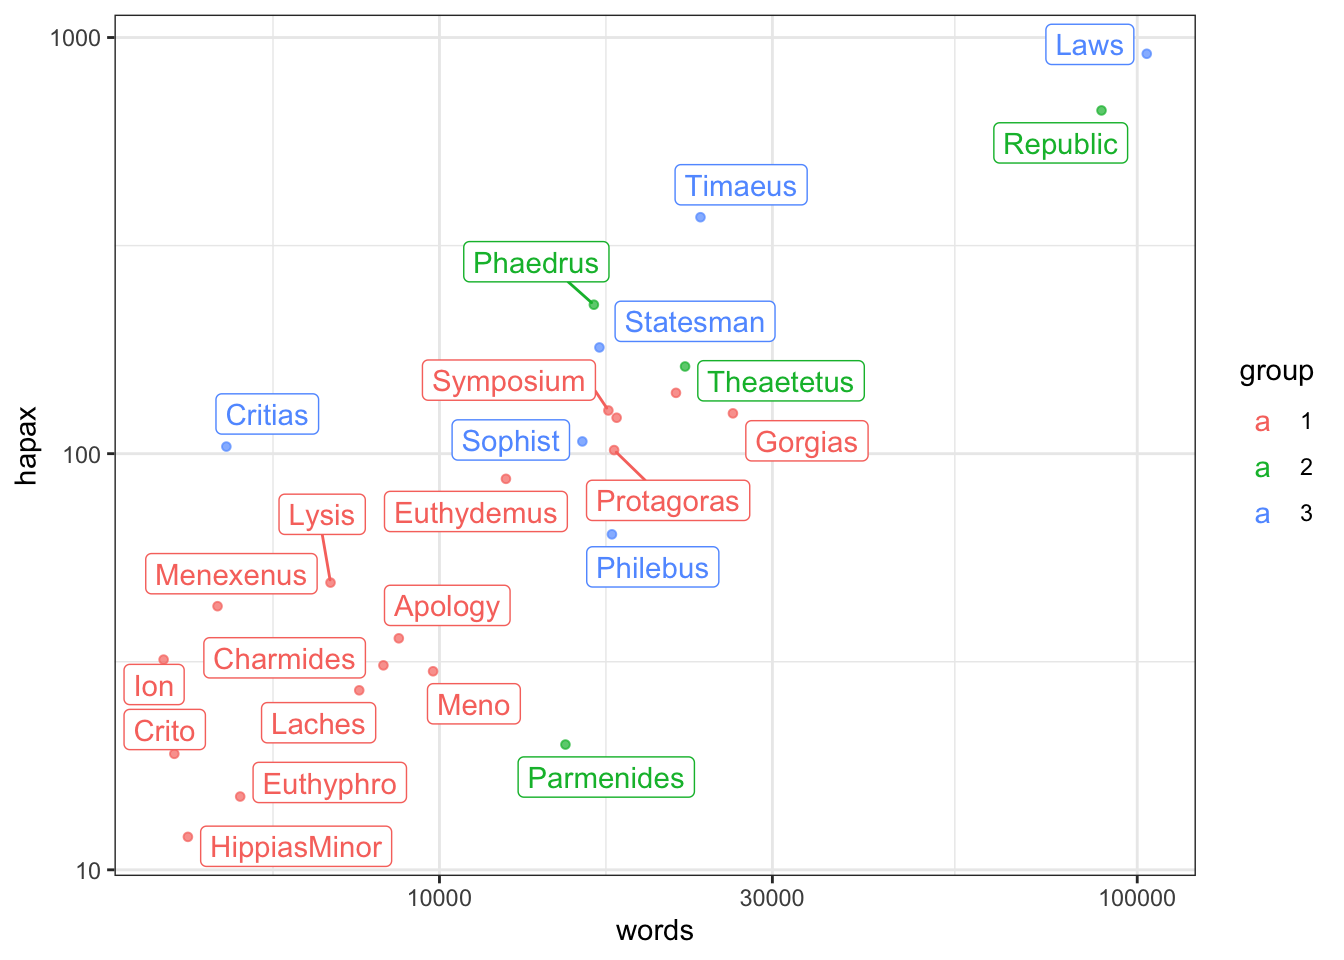 1000
Laws
Republic
Timaeus
Phaedrus
Statesman
Symposium
Theaetetus
group
Critias
Sophist
Gorgias
a 1
hapax
100
a 2
Lysis
Euthydemus
Protagoras
a 3
Menexenus
Philebus
Apology
Charmides
Ion
Meno
Laches
Crito
Parmenides
Euthyphro
HippiasMinor
10
10000
30000
100000
words